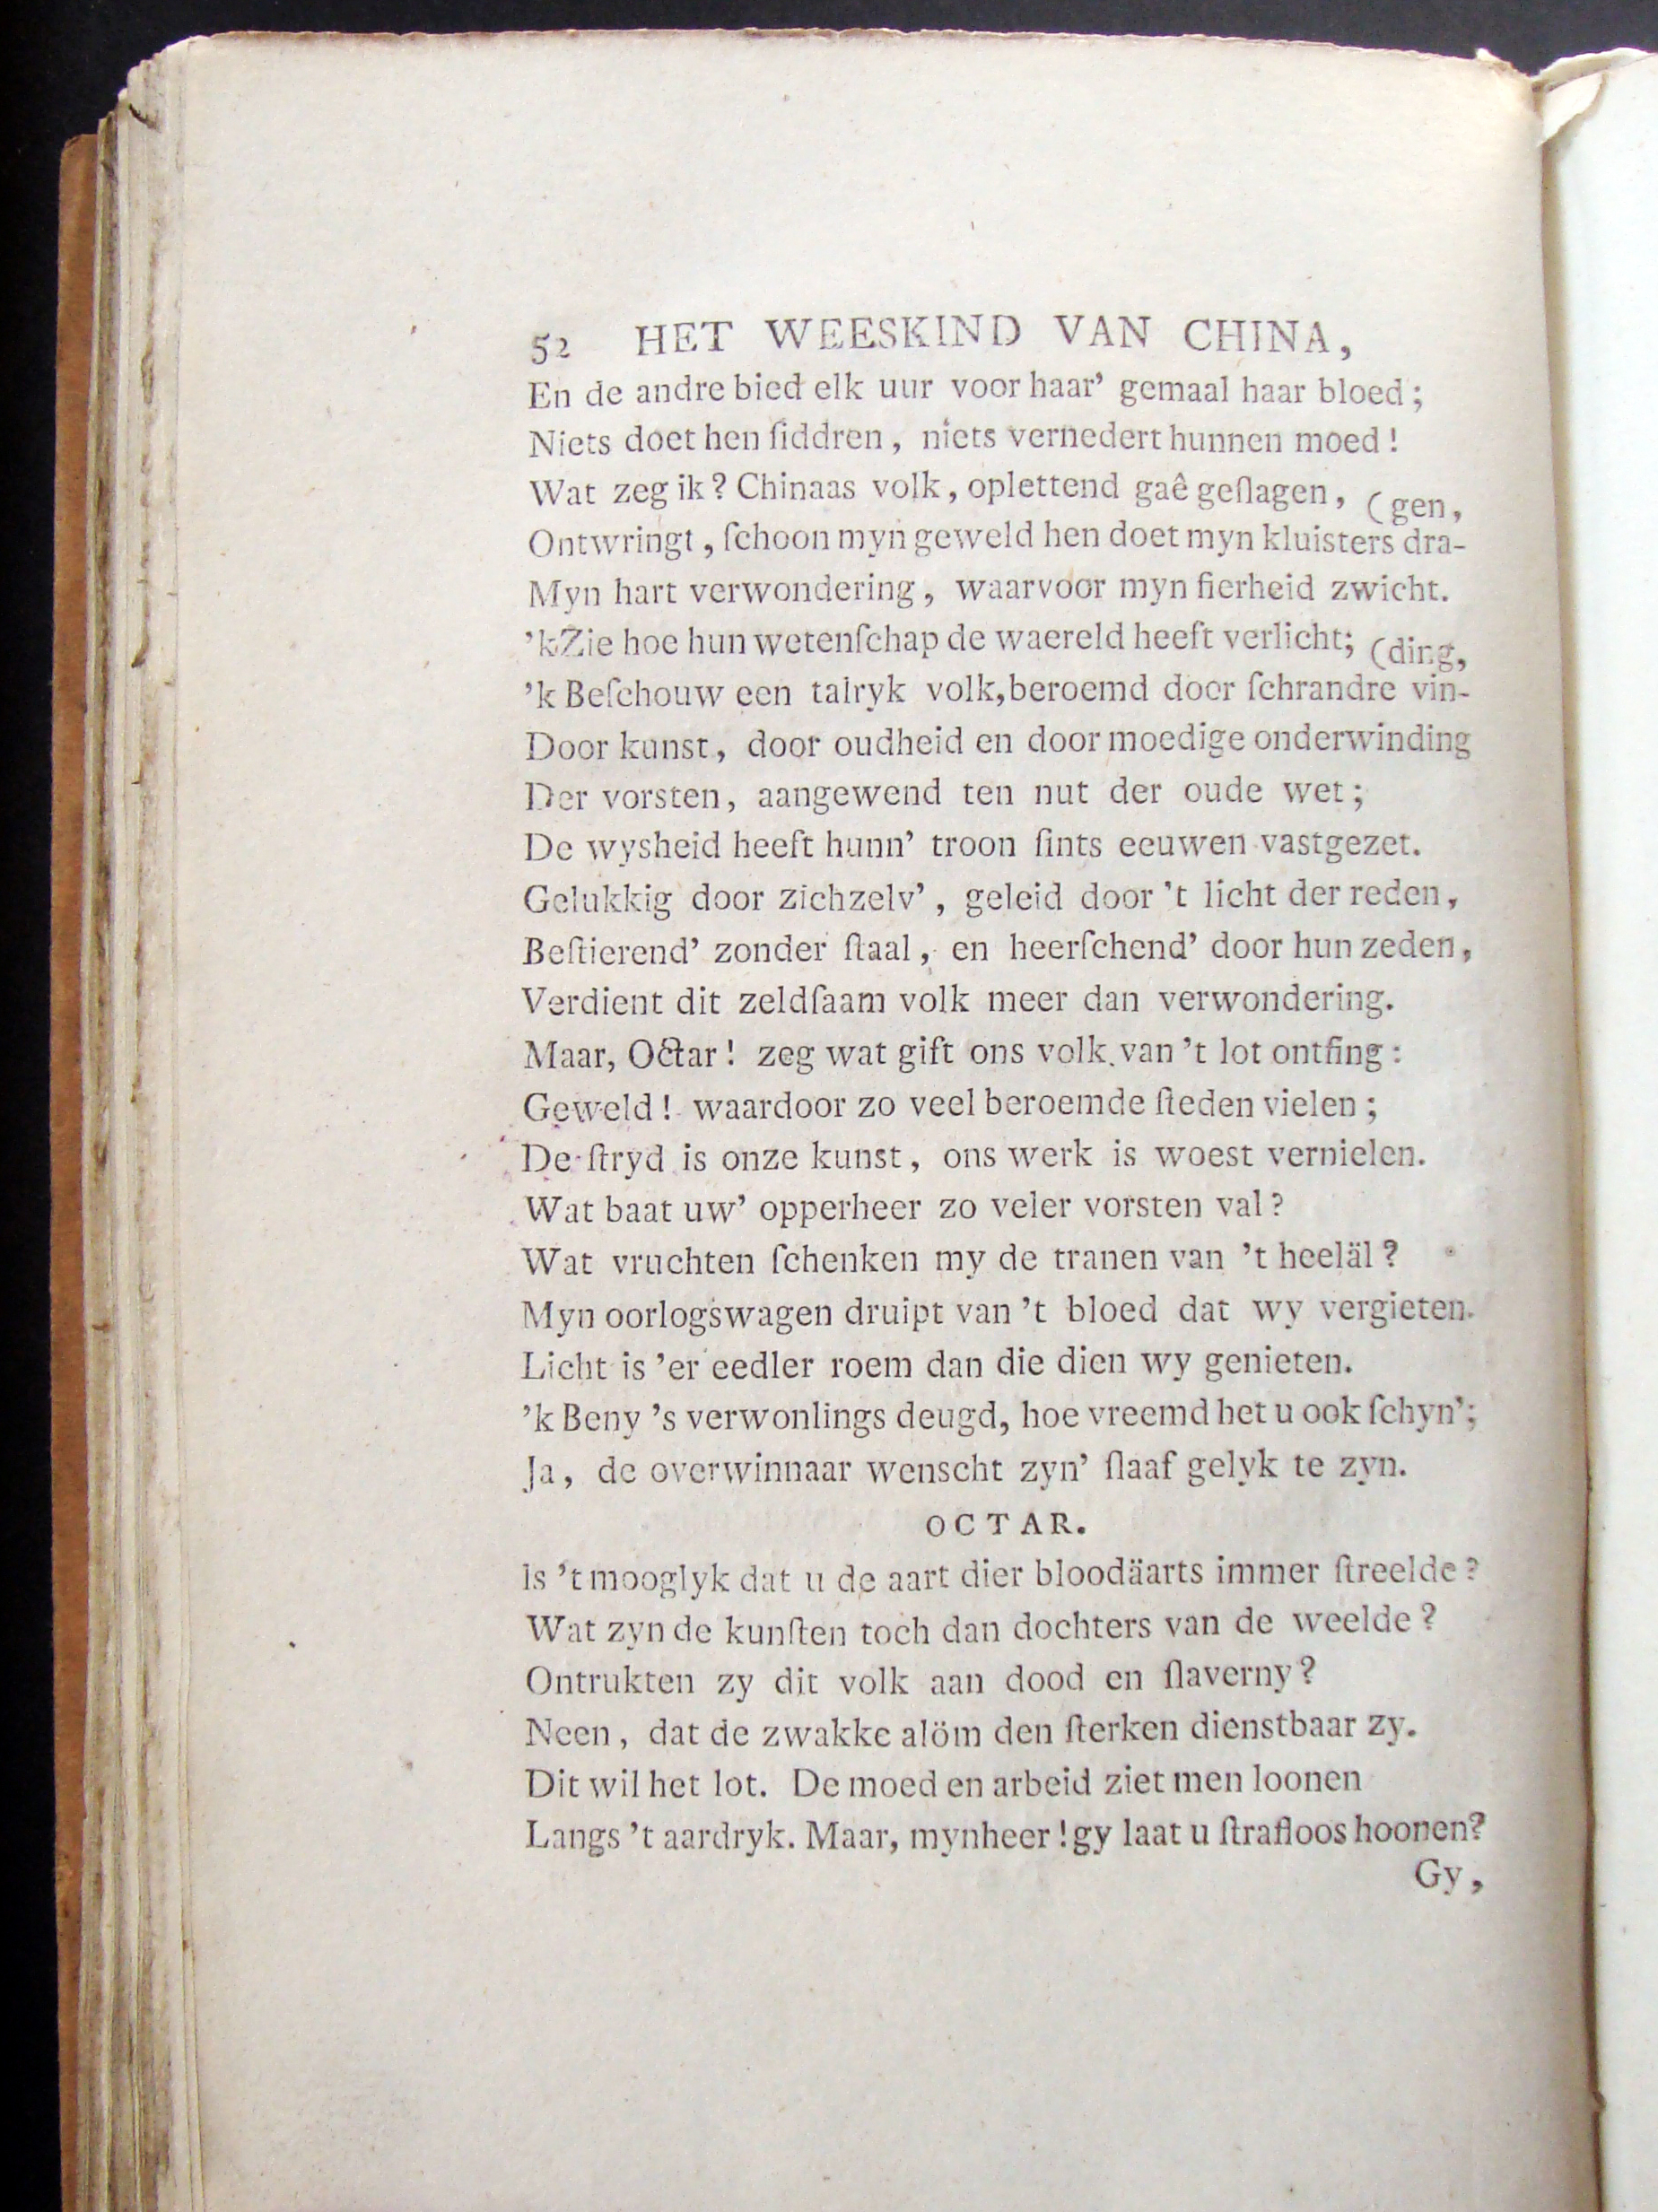 52 HET WEESKIND VAN CHINA,
En de andre bied elk uur voor haar’ gemaal haar bloed;
Niets doet hen ſiddren, niets vernedert hunnen moed!
Wat zeg ik? Chinaas volk, oplettend gaê geſlagen, (gen,
Ontwringt, ſchoon myn geweld hen doet myn kluisters dra-
Myn hart verwondering, waarvoor myn fierheid zwicht.
’k Zie hoe hun wetenſchap de waereld heeft verlicht; (ding,
’k Beſchouw een talryk volk, beroemd door ſchrandre vin-
Door kunst, door oudheid en door moedige onderwinding
Der vorsten, aangewend ten nut der oude wet;
De wysheid heeft hunn’ troon ſints eeuwen vastgezet.
Gelukkig door zichzelv’, geleid door ’t licht der reden,
Beſtierend’ zonder ſtaal, en heerſchend’ door hun zeden,
Verdient dit zeldſaam volk meer dan verwondering.
Maar, Octar! zeg wat gift ons volk van ’t lot ontfing:
Geweld! waardoor zo veel beroemde ſteden vielen;
De ſtryd is onze kunst, ons werk is woest vernielen.
Wat baat uw’ opperheer zo veler vorsten val?
Wat vruchten ſchenken my de tranen van ’t heeläl?
Myn oorlogswagen druipt van ’t bloed dat wy vergieten.
Licht is ’er eedler roem dan die dien wy genieten.
’k Beny ’s verwonlings deugd, hoe vreemd het u ook ſchyn’;
Ja, de overwinnaar wenscht zyn’ ſlaaf gelyk te zyn.
OCTAR.
Is ’t mooglyk dat u de aart dier bloodäarts immer ſtreelde?
Wat zyn de kunſten toch dan dochters van de weelde?
Ontrukten zy dit volk aan dood en ſlaverny?
Neen, dat de zwakke alöm den ſterken dienstbaar zy.
Dit wil het lot. De moed en arbeid ziet men loonen
Langs ’t aardryk. Maar, mynheer! gy laat u ſtrafloos hoonen?
Gy,